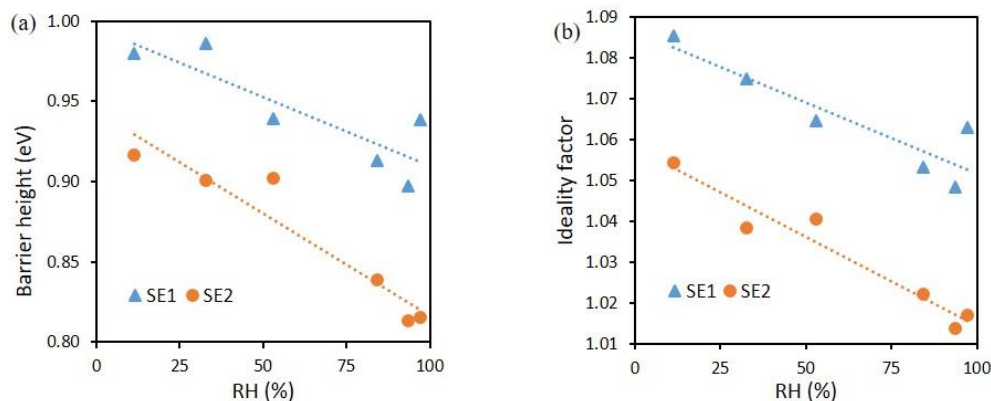 (a)
1.00
0.95
0.90
0.85
0.80
Barrier height (eV)
SE1 SE2
0 25 50 75 100
RH (%)
(b)
1.09
1.08
1.07
1.06
1.05
1.04
1.03
1.02
1.01
Ideality factor
SE1 SE2
0 25 50 75 100
RH (%)